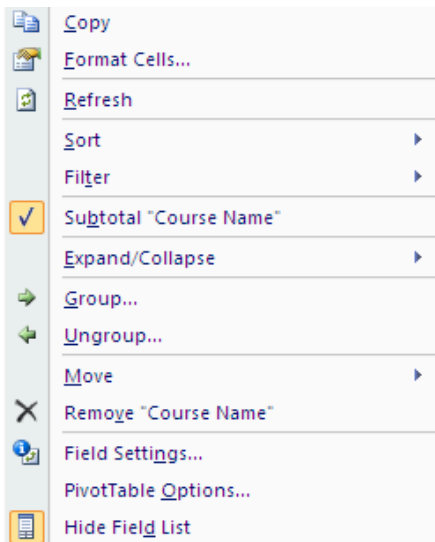 Copy
Format Cells...
Refresh
Sort
Filter
Subtotal "Course Name"
Expand/Collapse
Group...
Ungroup...
Move
Remove "Course Name"
Field Settings...
PivotTable Options...
Hide Field List